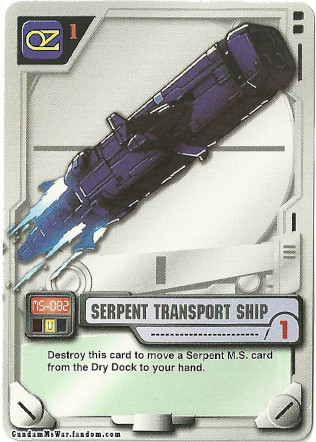 OZ 1
MS-082
U
SERPENT TRANSPORT SHIP
/ 1
Destroy this card to move a Serpent M.S. card
from the Dry Dock to your hand.
GundamMsWar.fandom.com